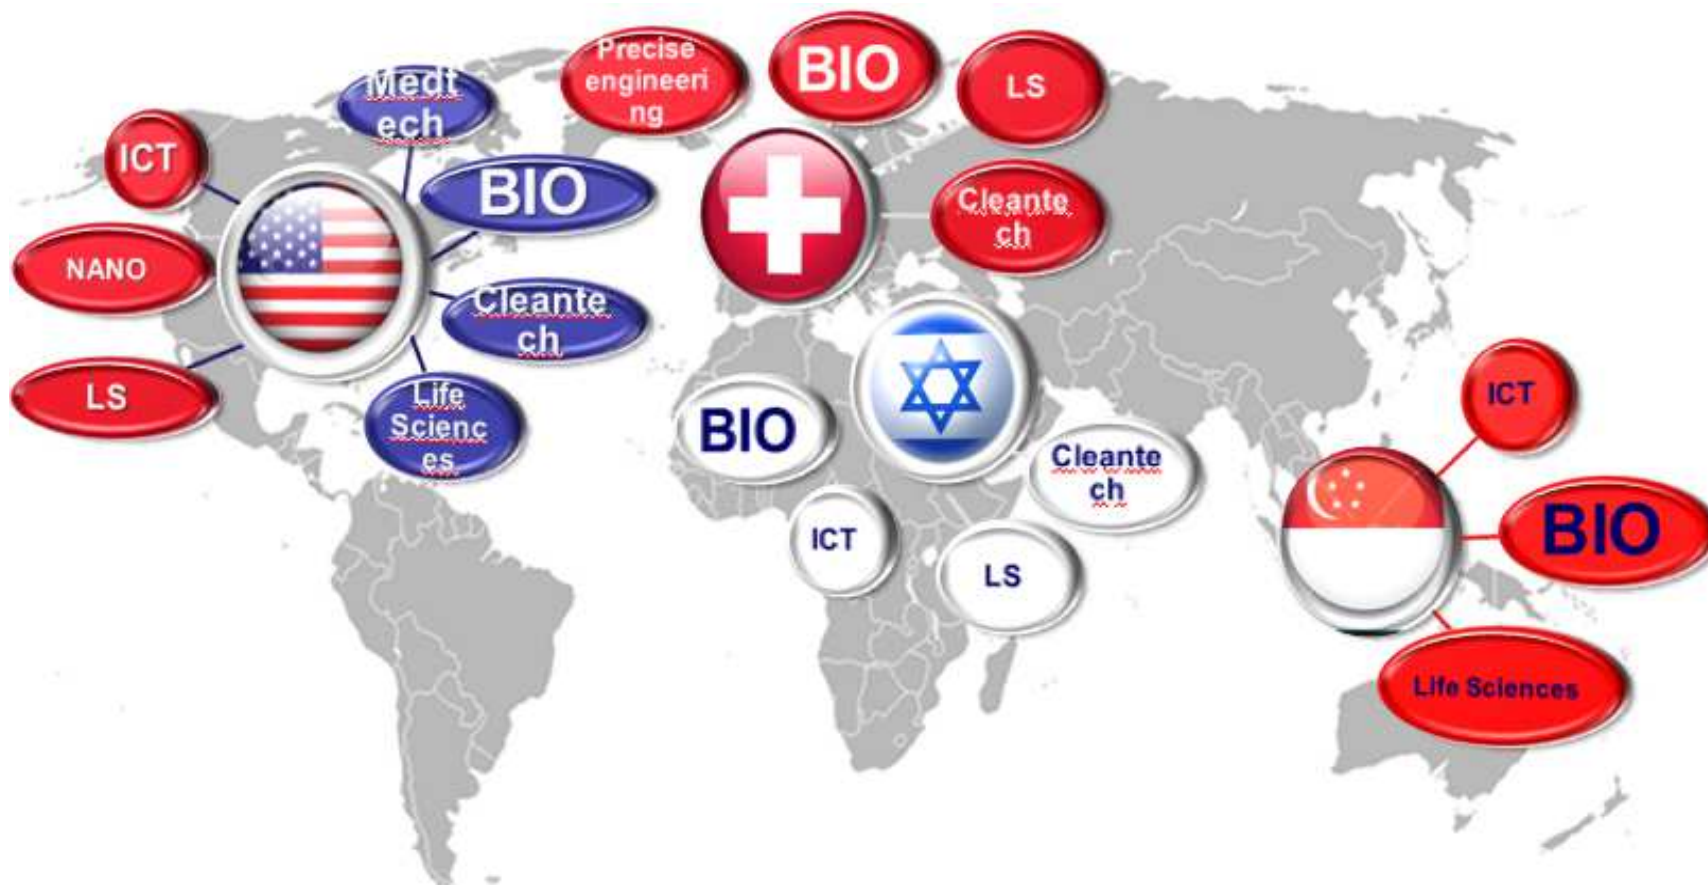 Precise
engineeri
ng
BIO
LS
Medt
ech
ICT
BIO
Cleante
ch
NANO
Cleante
ch
LS
Life
Scienc
es
BIO
Cleante
ch
ICT
LS
ICT
BIO
Life Sciences